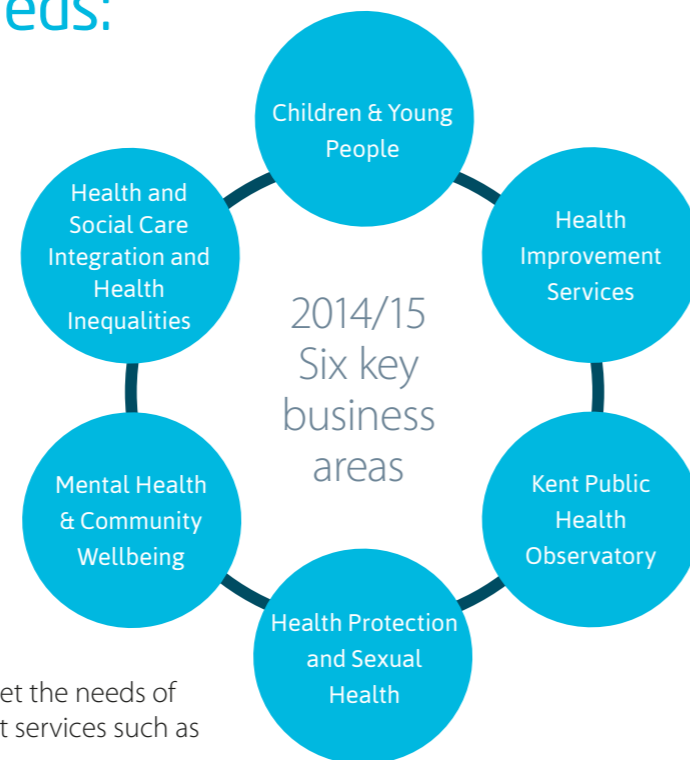 eds:
Children & Young
People
Health
Improvement
Services
Kent Public
Health
Observatory
Health Protection
and Sexual
Health
Mental Health
& Community
Wellbeing
Health and
Social Care
Integration and
Health
Inequalities
2014/15
Six key
business
areas
et the needs of
t services such as